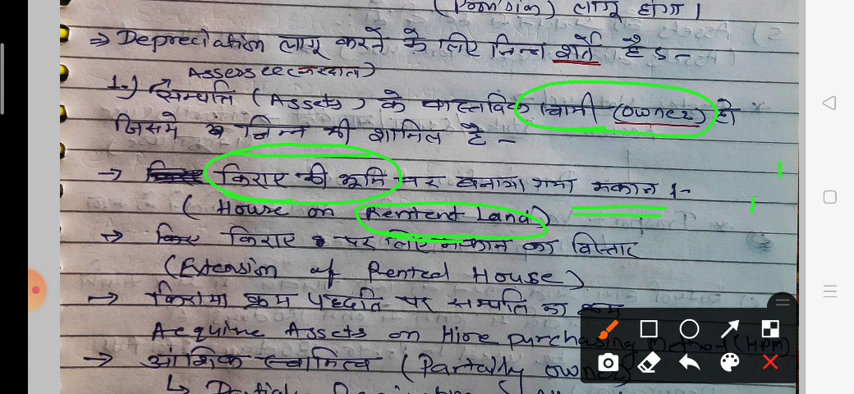 (Provision) लागू होगा।
⇒ Depreciation लागू करने के लिए निम्न शर्ते है :-
Assessee (करदाता)
1.) सम्पत्ति (Assets) के वास्तविक स्वामी (owner) हो
जिसमे निम्न भी शामिल है -
→ किराए की भूमि पर बनाया गया मकान :-
( House on Rented Land)
→ किराए पर लिए मकान का विस्तार
(Extension of Rented House)
→ किराया क्रय पद्धति पर सम्पत्ति का क्रय
Acquire Assets on Hire purchasing Method (HPM)
→ आंशिक स्वामित्व (Partially owner)